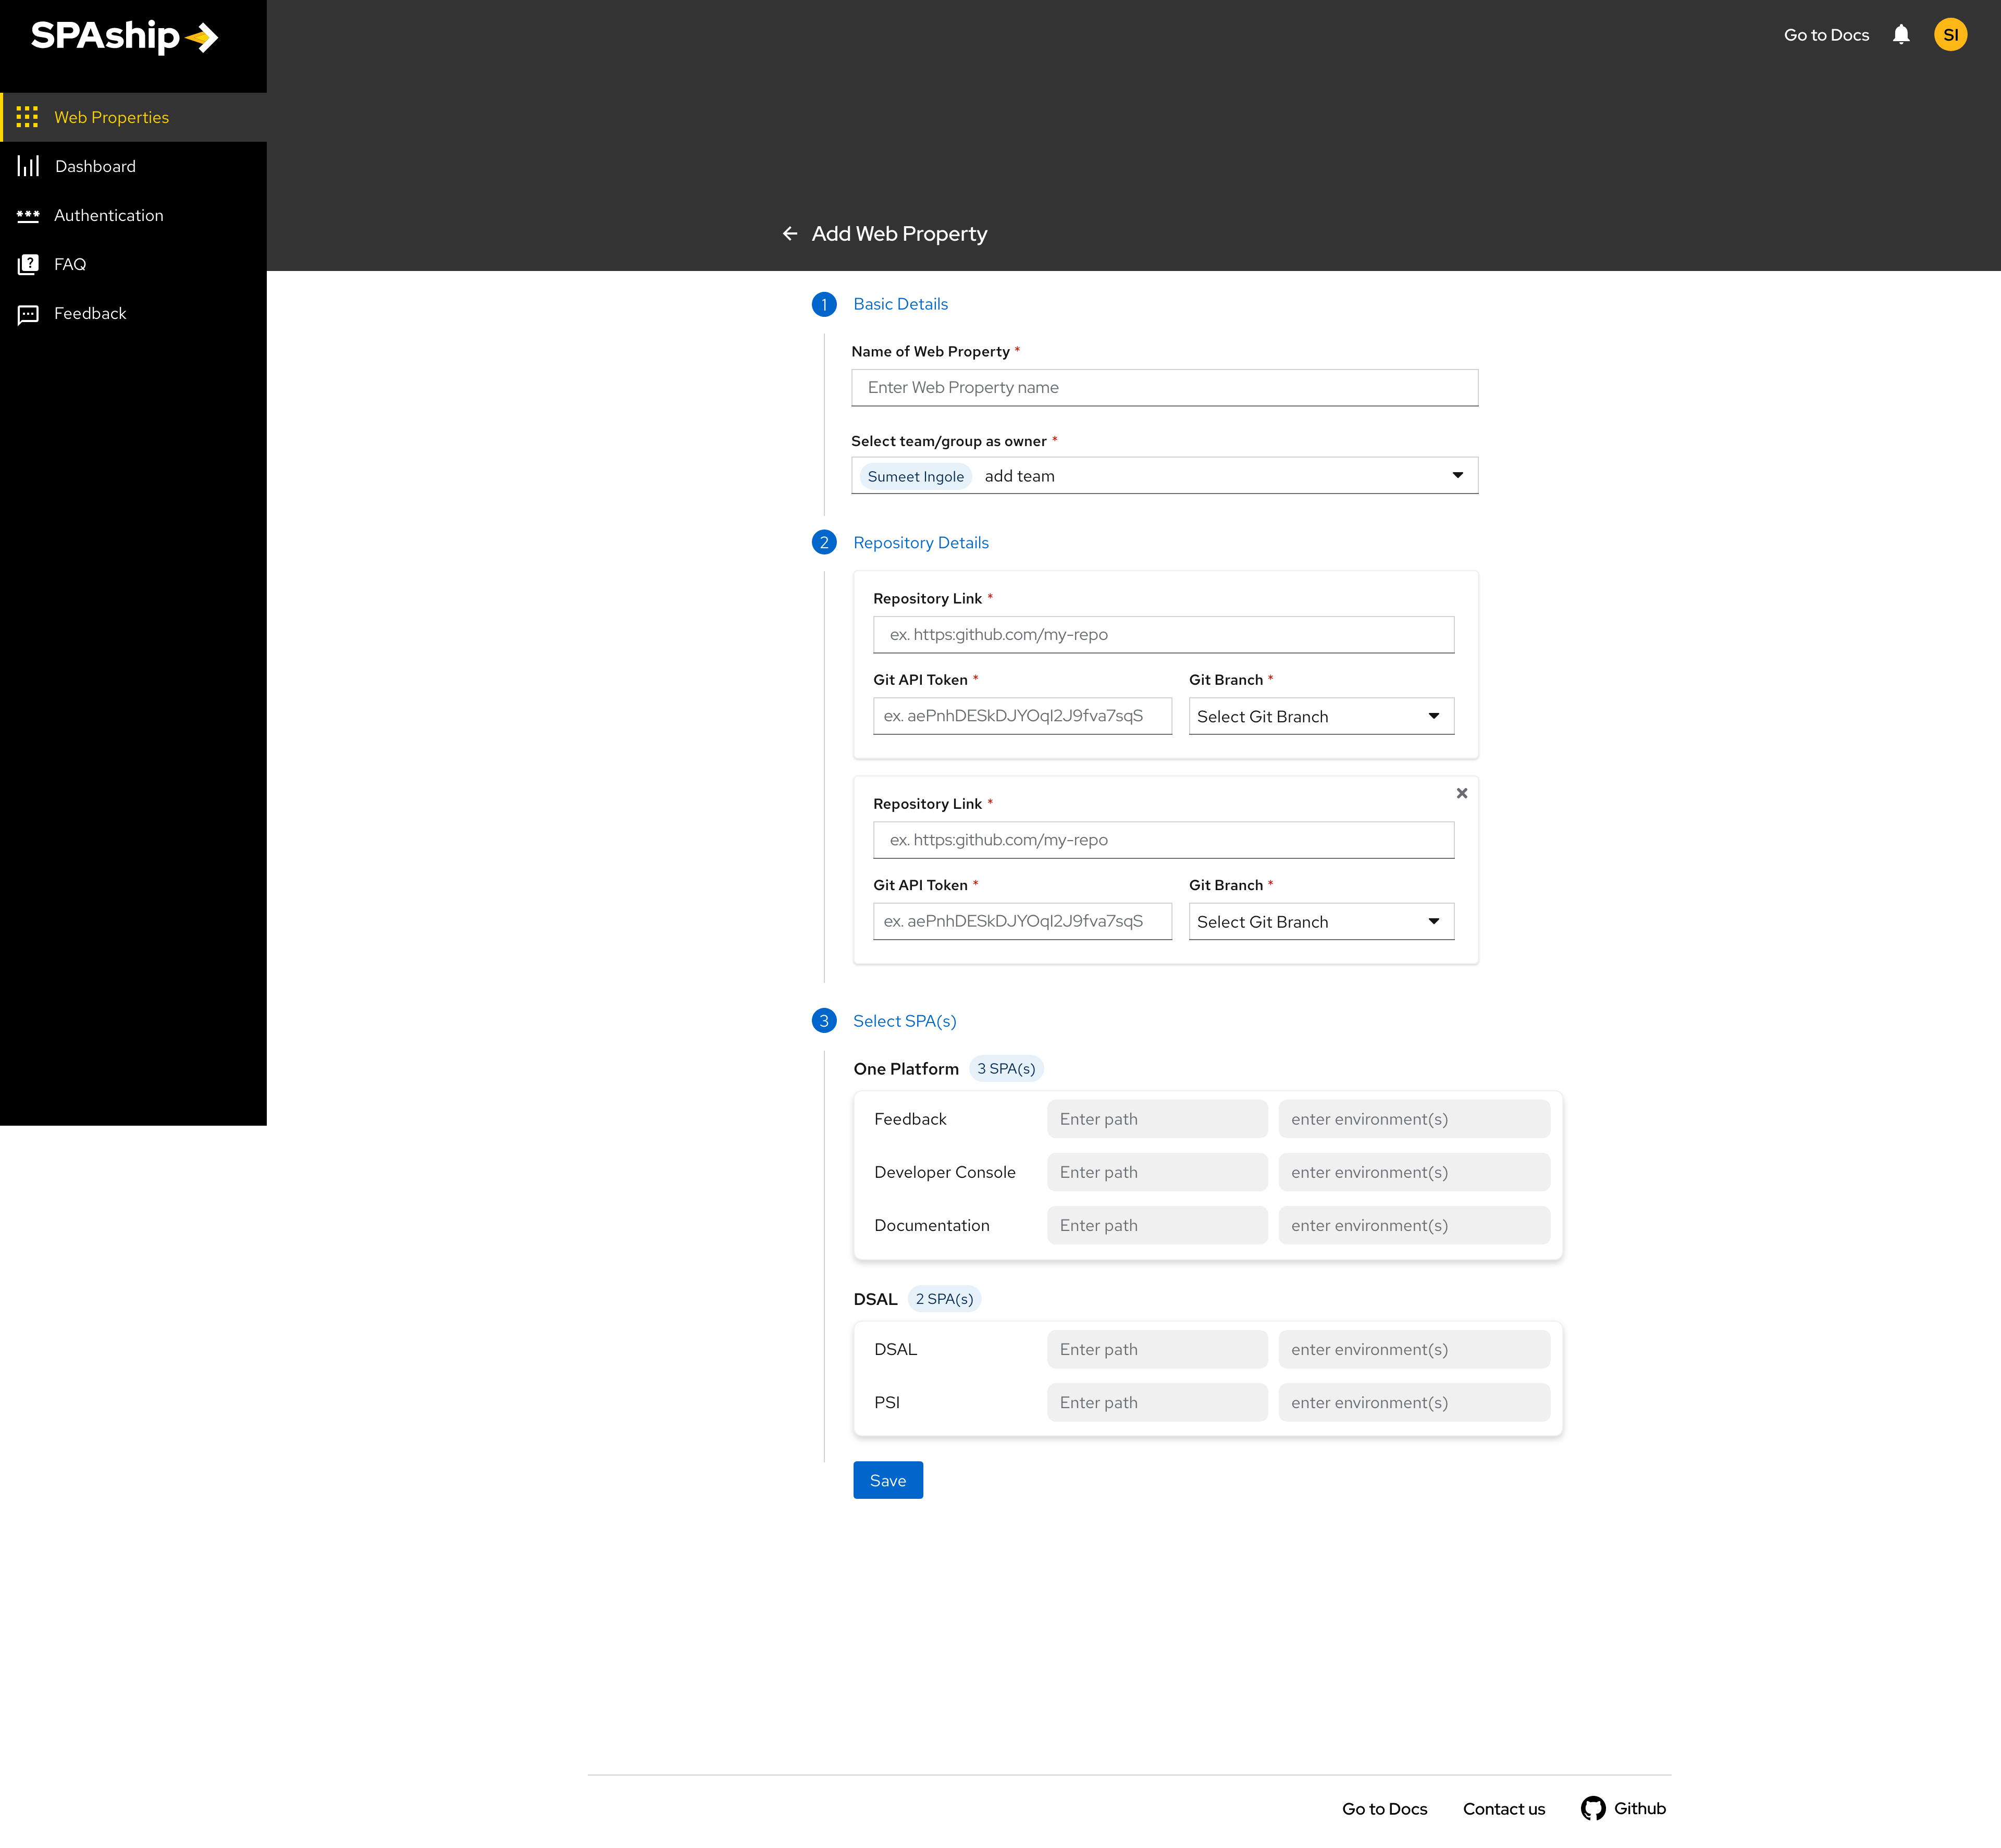 SPAship
Go to Docs
SI
Web Properties
Dashboard
Authentication
FAQ
Feedback
Add Web Property
1 Basic Details
Name of Web Property *
Enter Web Property name
Select team/group as owner *
Sumeet Ingole add team
2 Repository Details
Repository Link *
ex. https:github.com/my-repo
Git API Token * Git Branch *
ex. aePnhDESkDJYOqI2J9fva7sqS Select Git Branch
Repository Link *
ex. https:github.com/my-repo
Git API Token * Git Branch *
ex. aePnhDESkDJYOqI2J9fva7sqS Select Git Branch
3 Select SPA(s)
One Platform 3 SPA(s)
Feedback Enter path enter environment(s)
Developer Console Enter path enter environment(s)
Documentation Enter path enter environment(s)
DSAL 2 SPA(s)
DSAL Enter path enter environment(s)
PSI Enter path enter environment(s)
Save
Go to Docs Contact us Github